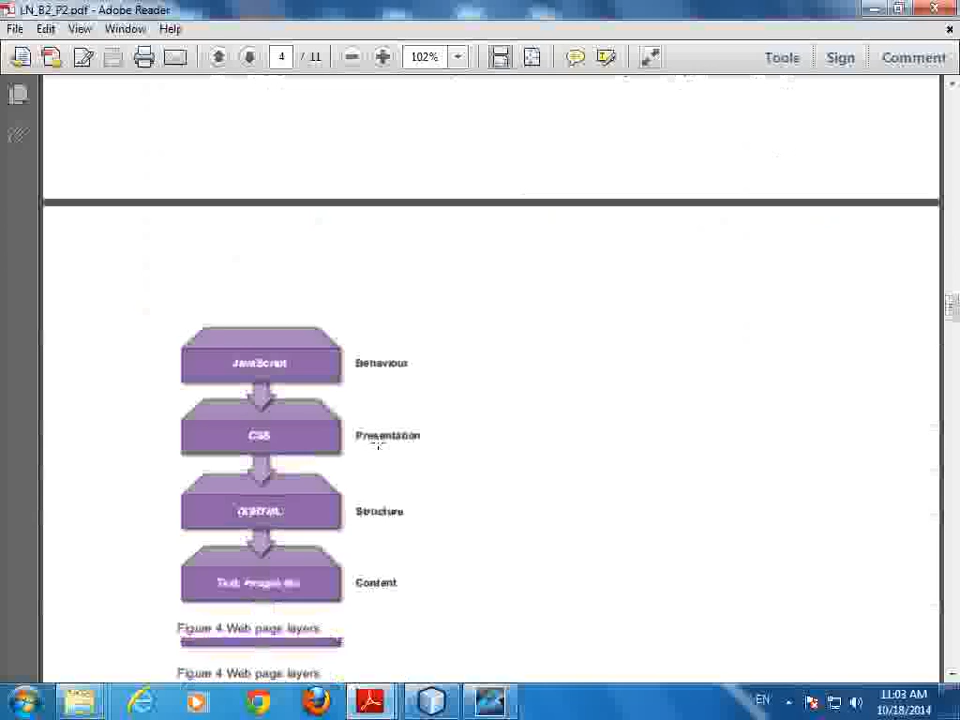 LN_B2_P2.pdf - Adobe Reader
File Edit View Window Help
4 / 11 102% Tools Sign Comment
JavaScript Behaviour
CSS Presentation
(X)HTML Structure
Text, Content
Figure 4 Web page layers
Figure 4 Web page layers
EN 11:03 AM
10/18/2014